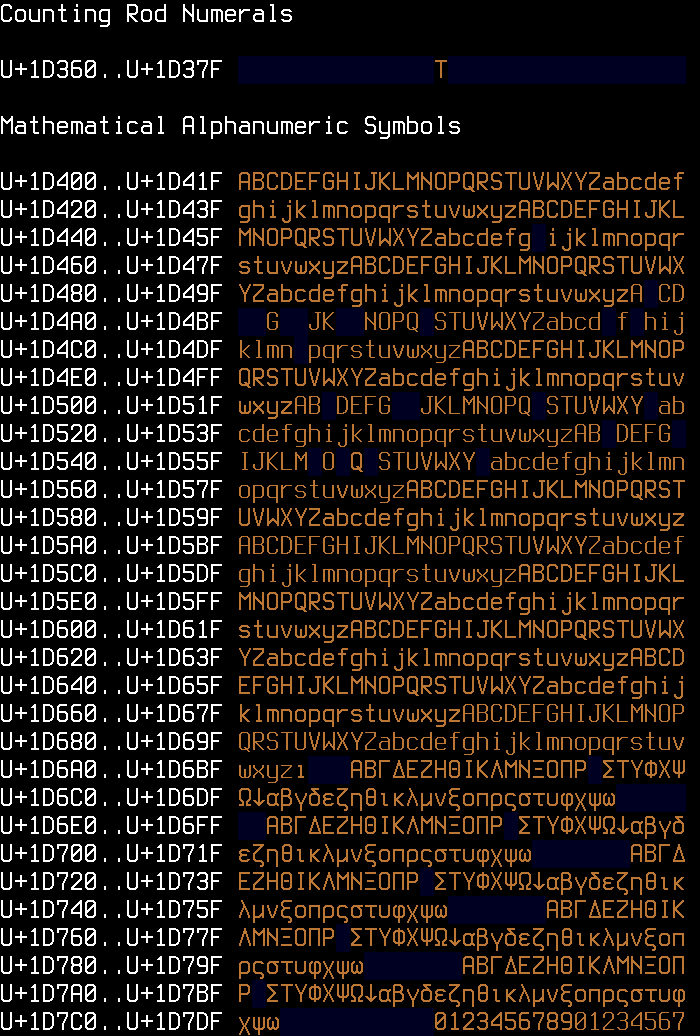 Counting Rod Numerals
U+1D360..U+1D37F T
Mathematical Alphanumeric Symbols
U+1D400..U+1D41F ABCDEFGHIJKLMNOPQRSTUVWXYZabcdef
U+1D420..U+1D43F ghijklmnopqrstuvwxyzABCDEFGHIJKL
U+1D440..U+1D45F MNOPQRSTUVWXYZabcdefg ijklmnopqr
U+1D460..U+1D47F stuvwxyzABCDEFGHIJKLMNOPQRSTUVWX
U+1D480..U+1D49F YZabcdefghijklmnopqrstuvwxyzA CD
U+1D4A0..U+1D4BF   G  JK  NOPQ STUVWXYZabcd f hij
U+1D4C0..U+1D4DF klmn pqrstuvwxyzABCDEFGHIJKLMNOP
U+1D4E0..U+1D4FF QRSTUVWXYZabcdefghijklmnopqrstuv
U+1D500..U+1D51F wxyzAB DEFG  JKLMNOPQ STUVWXY ab
U+1D520..U+1D53F cdefghijklmnopqrstuvwxyzAB DEFG
U+1D540..U+1D55F IJKLM O Q STUVWXY abcdefghijklmn
U+1D560..U+1D57F opqrstuvwxyzABCDEFGHIJKLMNOPQRST
U+1D580..U+1D59F UVWXYZabcdefghijklmnopqrstuvwxyz
U+1D5A0..U+1D5BF ABCDEFGHIJKLMNOPQRSTUVWXYZabcdef
U+1D5C0..U+1D5DF ghijklmnopqrstuvwxyzABCDEFGHIJKL
U+1D5E0..U+1D5FF MNOPQRSTUVWXYZabcdefghijklmnopqr
U+1D600..U+1D61F stuvwxyzABCDEFGHIJKLMNOPQRSTUVWX
U+1D620..U+1D63F YZabcdefghijklmnopqrstuvwxyzABCD
U+1D640..U+1D65F EFGHIJKLMNOPQRSTUVWXYZabcdefghij
U+1D660..U+1D67F klmnopqrstuvwxyzABCDEFGHIJKLMNOP
U+1D680..U+1D69F QRSTUVWXYZabcdefghijklmnopqrstuv
U+1D6A0..U+1D6BF wxyzı   ΑΒΓΔΕΖΗΘΙΚΛΜΝΞΟΠΡ ΣΤΥΦΧΨ
U+1D6C0..U+1D6DF Ω↓αβγδεζηθικλμνξοπρςστυφχψω
U+1D6E0..U+1D6FF   ΑΒΓΔΕΖΗΘΙΚΛΜΝΞΟΠΡ ΣΤΥΦΧΨΩ↓αβγδ
U+1D700..U+1D71F εζηθικλμνξοπρςστυφχψω       ΑΒΓΔ
U+1D720..U+1D73F ΕΖΗΘΙΚΛΜΝΞΟΠΡ ΣΤΥΦΧΨΩ↓αβγδεζηθικ
U+1D740..U+1D75F λμνξοπρςστυφχψω       ΑΒΓΔΕΖΗΘΙΚ
U+1D760..U+1D77F ΛΜΝΞΟΠΡ ΣΤΥΦΧΨΩ↓αβγδεζηθικλμνξοπ
U+1D780..U+1D79F ρςστυφχψω       ΑΒΓΔΕΖΗΘΙΚΛΜΝΞΟΠ
U+1D7A0..U+1D7BF Ρ ΣΤΥΦΧΨΩ↓αβγδεζηθικλμνξοπρςστυφ
U+1D7C0..U+1D7DF χψω           012345678901234567